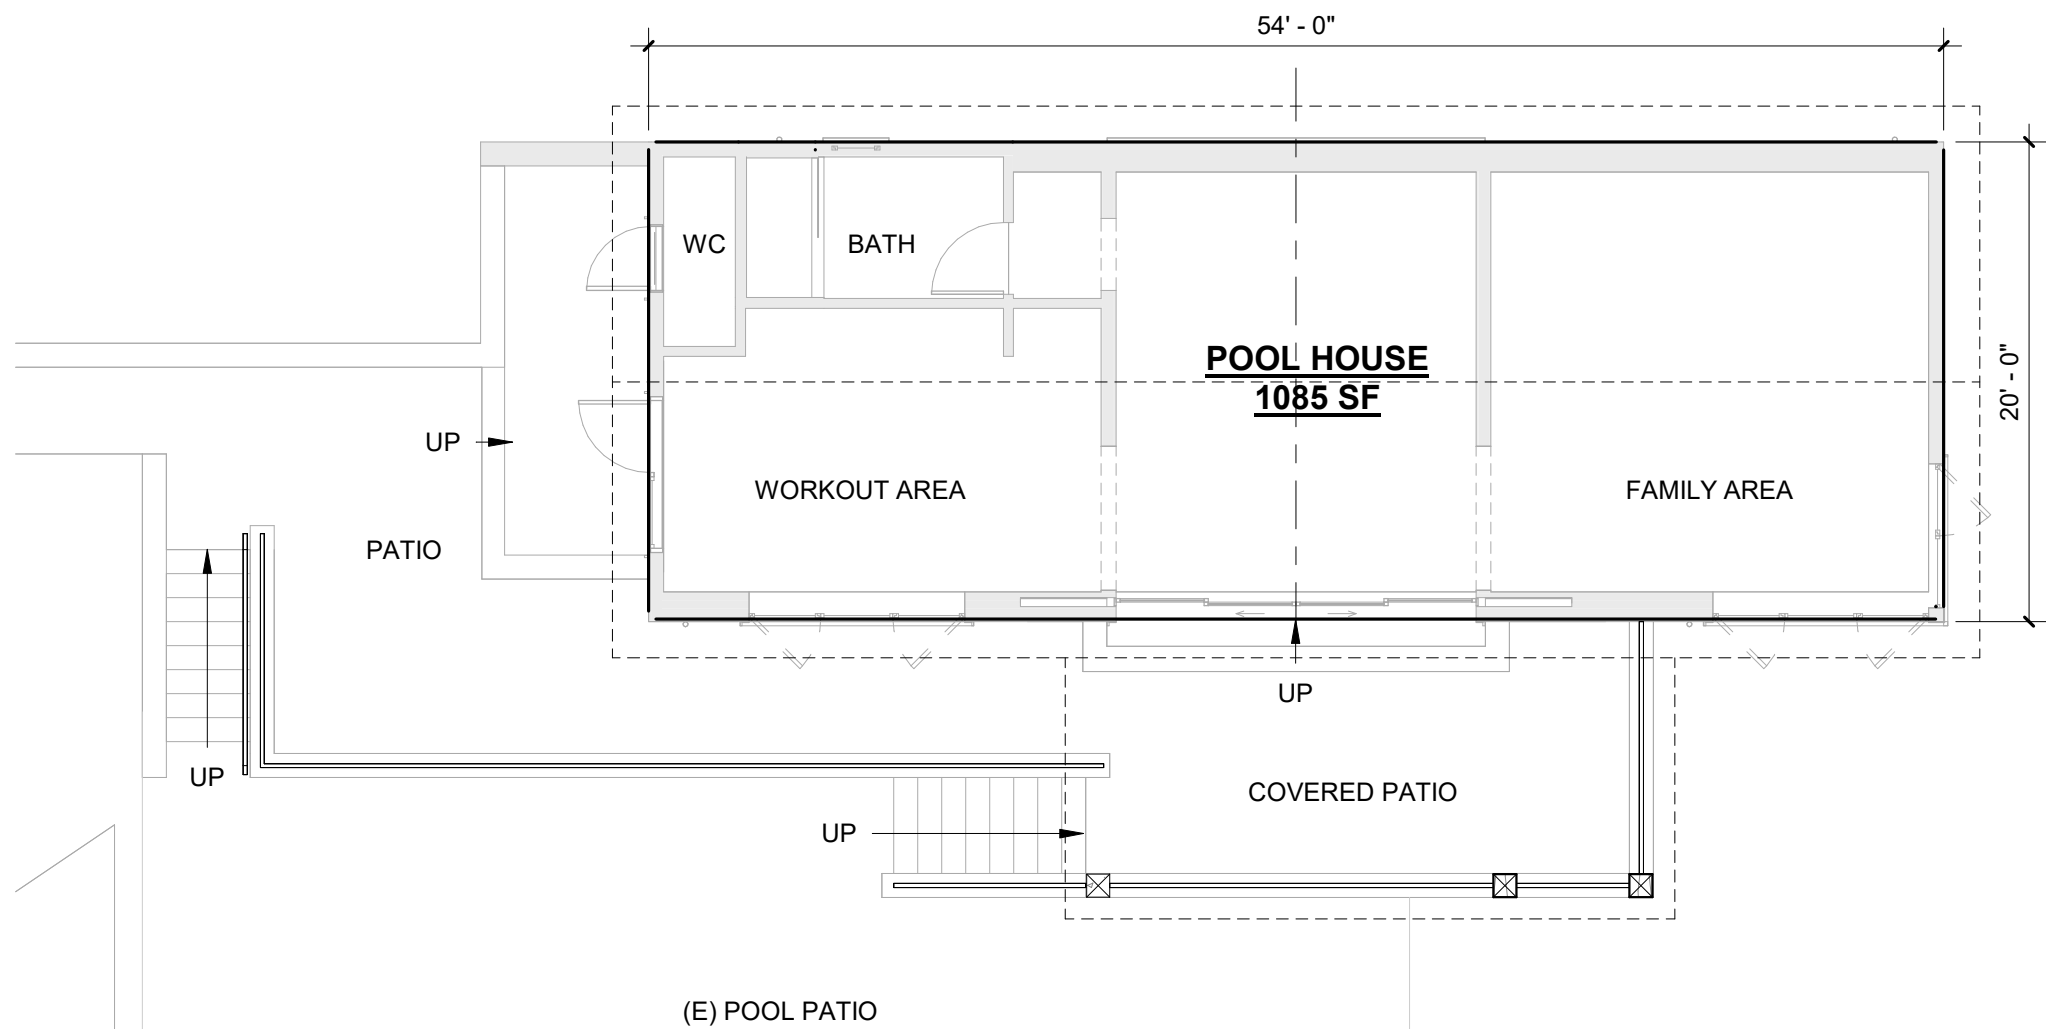 54' - 0"
WC
BATH
POOL HOUSE
1085 SF
20' - 0"
UP
WORKOUT AREA
FAMILY AREA
PATIO
UP
UP
COVERED PATIO
UP
(E) POOL PATIO